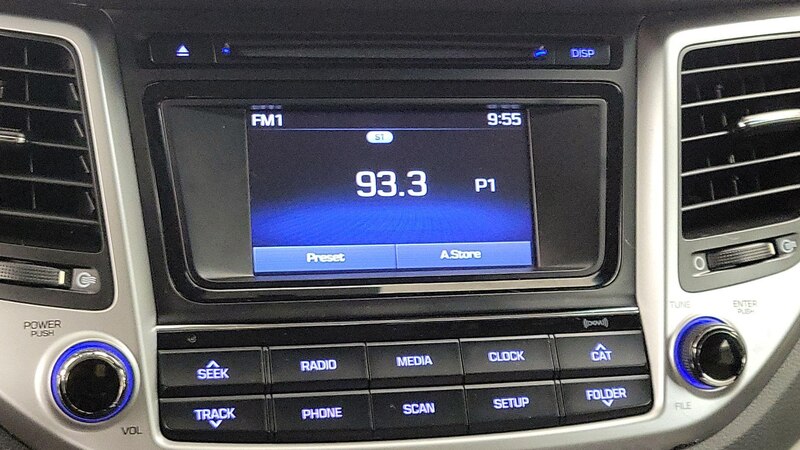 DISP
FM1 9:55
ST
93.3 P1
Preset A.Store
POWER
PUSH
VOL
TUNE
ENTER
PUSH
FILE
SEEK RADIO MEDIA CLOCK CAT
TRACK PHONE SCAN SETUP FOLDER